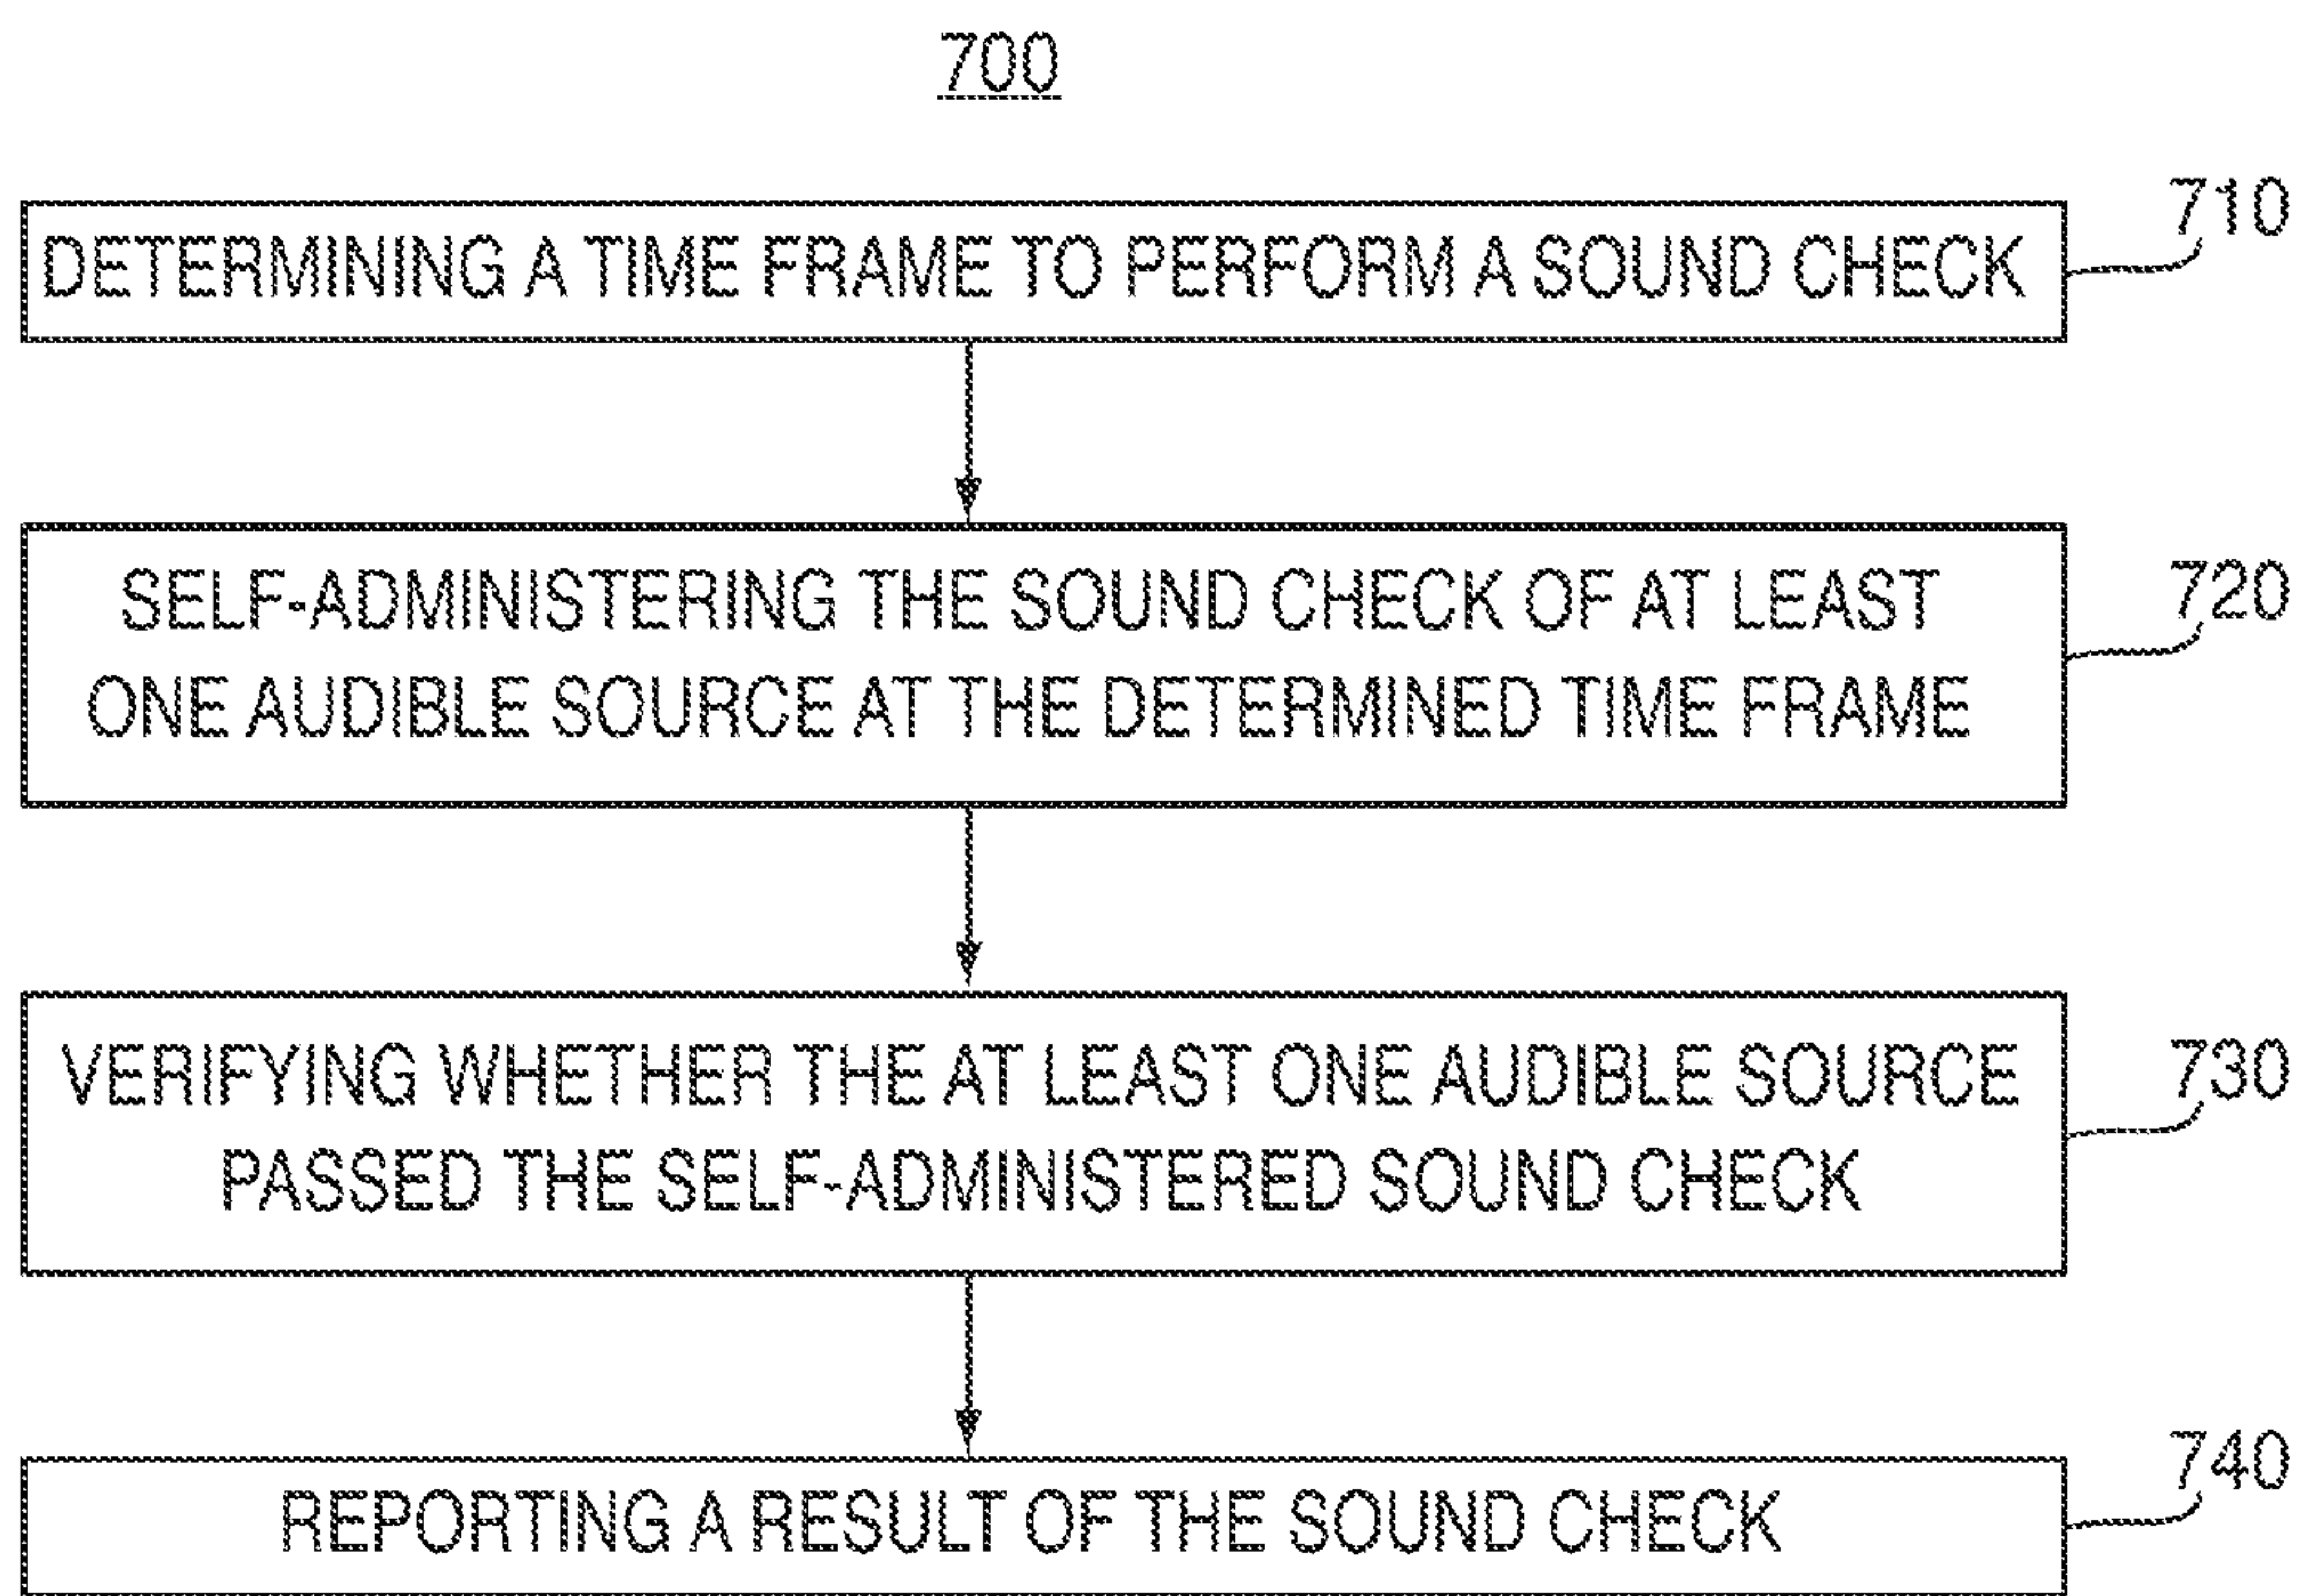 700
DETERMINING A TIME FRAME TO PERFORM A SOUND CHECK
710
SELF-ADMINISTERING THE SOUND CHECK OF AT LEAST
ONE AUDIBLE SOURCE AT THE DETERMINED TIME FRAME
720
VERIFYING WHETHER THE AT LEAST ONE AUDIBLE SOURCE
PASSED THE SELF-ADMINISTERED SOUND CHECK
730
REPORTING A RESULT OF THE SOUND CHECK
740